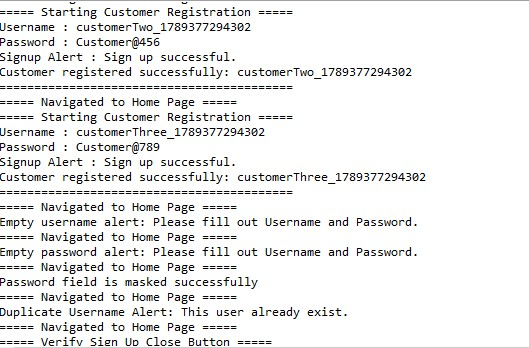 ===== Starting Customer Registration =====
Username : customerTwo_1789377294302
Password : Customer@456
Signup Alert : Sign up successful.
Customer registered successfully: customerTwo_1789377294302
=========================================
===== Navigated to Home Page =====
===== Starting Customer Registration =====
Username : customerThree_1789377294302
Password : Customer@789
Signup Alert : Sign up successful.
Customer registered successfully: customerThree_1789377294302
=========================================
===== Navigated to Home Page =====
Empty username alert: Please fill out Username and Password.
===== Navigated to Home Page =====
Empty password alert: Please fill out Username and Password.
===== Navigated to Home Page =====
Password field is masked successfully
===== Navigated to Home Page =====
Duplicate Username Alert: This user already exist.
===== Navigated to Home Page =====
===== Verify Sign Up Close Button =====